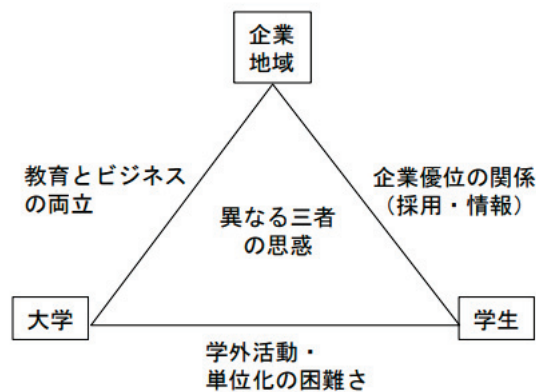 企業
地域
教育とビジネス
の両立
企業優位の関係
（採用・情報）
異なる三者
の思惑
大学
学生
学外活動・
単位化の困難さ